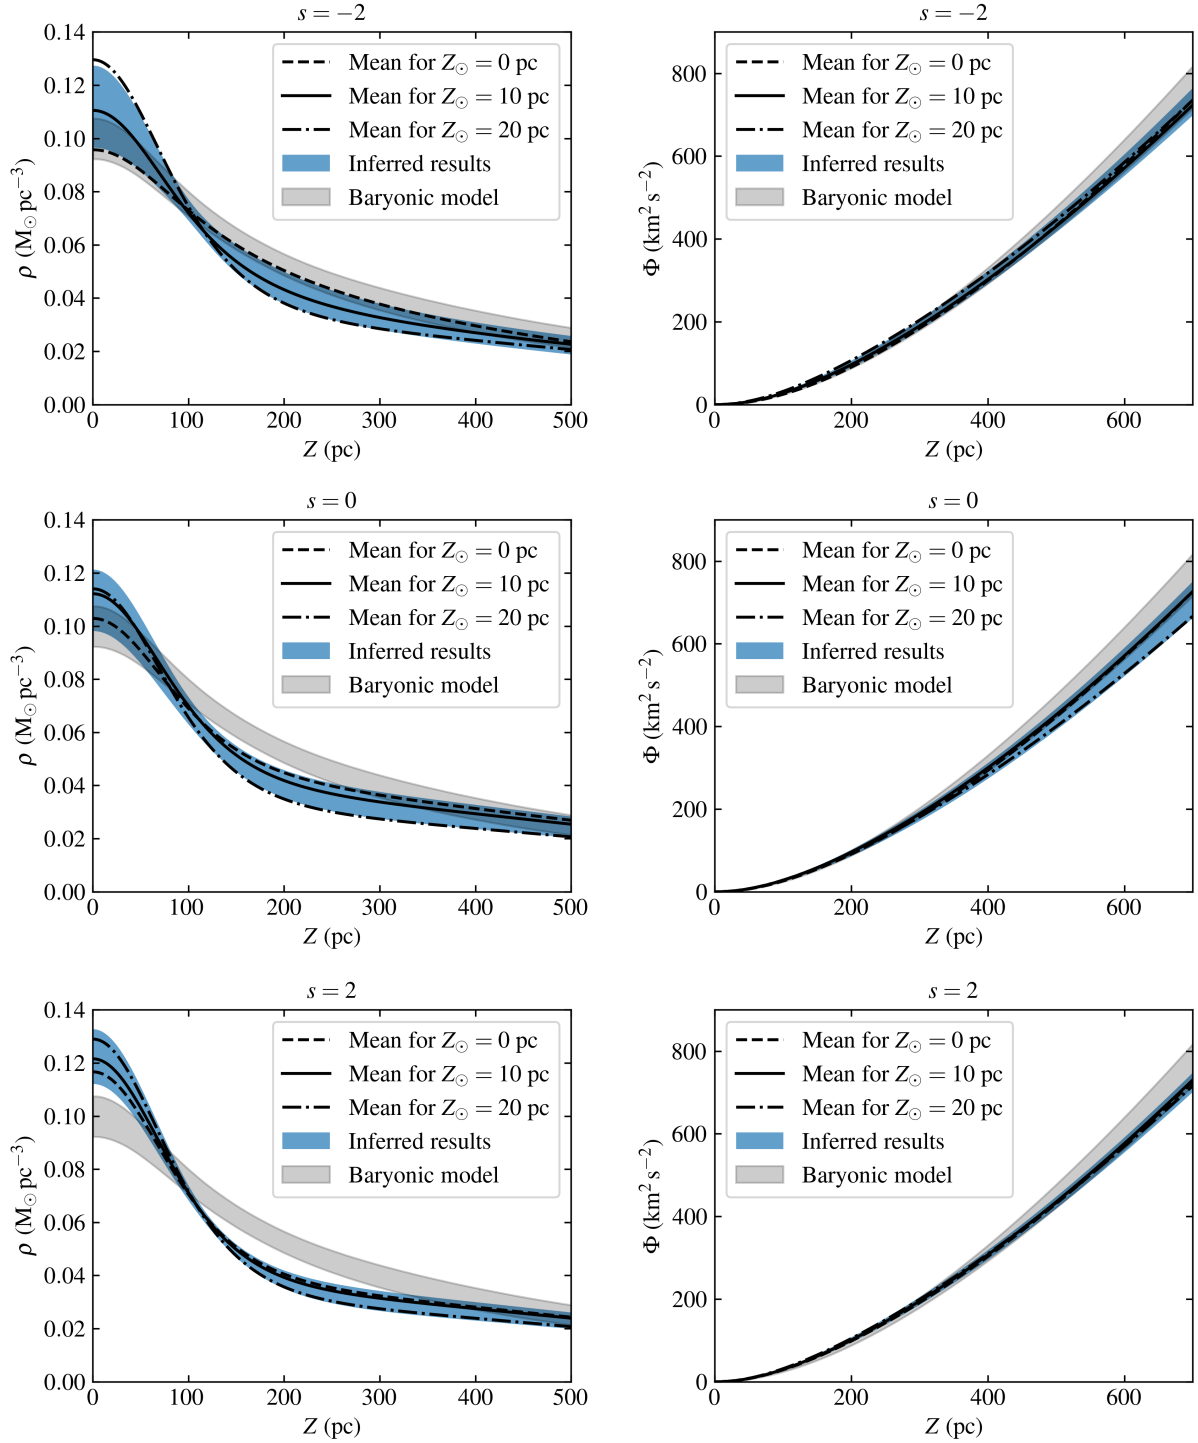 s = −2
0.14
0.12
0.10
0.08
0.06
0.04
0.02
0.00
ρ (M⊙ pc⁻³)
Mean for Z⊙ = 0 pc
Mean for Z⊙ = 10 pc
Mean for Z⊙ = 20 pc
Inferred results
Baryonic model
0 100 200 300 400 500
Z (pc)
s = −2
800
600
400
200
0
Φ (km² s⁻²)
Mean for Z⊙ = 0 pc
Mean for Z⊙ = 10 pc
Mean for Z⊙ = 20 pc
Inferred results
Baryonic model
0 200 400 600
Z (pc)
s = 0
0.14
0.12
0.10
0.08
0.06
0.04
0.02
0.00
ρ (M⊙ pc⁻³)
Mean for Z⊙ = 0 pc
Mean for Z⊙ = 10 pc
Mean for Z⊙ = 20 pc
Inferred results
Baryonic model
0 100 200 300 400 500
Z (pc)
s = 0
800
600
400
200
0
Φ (km² s⁻²)
Mean for Z⊙ = 0 pc
Mean for Z⊙ = 10 pc
Mean for Z⊙ = 20 pc
Inferred results
Baryonic model
0 200 400 600
Z (pc)
s = 2
0.14
0.12
0.10
0.08
0.06
0.04
0.02
0.00
ρ (M⊙ pc⁻³)
Mean for Z⊙ = 0 pc
Mean for Z⊙ = 10 pc
Mean for Z⊙ = 20 pc
Inferred results
Baryonic model
0 100 200 300 400 500
Z (pc)
s = 2
800
600
400
200
0
Φ (km² s⁻²)
Mean for Z⊙ = 0 pc
Mean for Z⊙ = 10 pc
Mean for Z⊙ = 20 pc
Inferred results
Baryonic model
0 200 400 600
Z (pc)